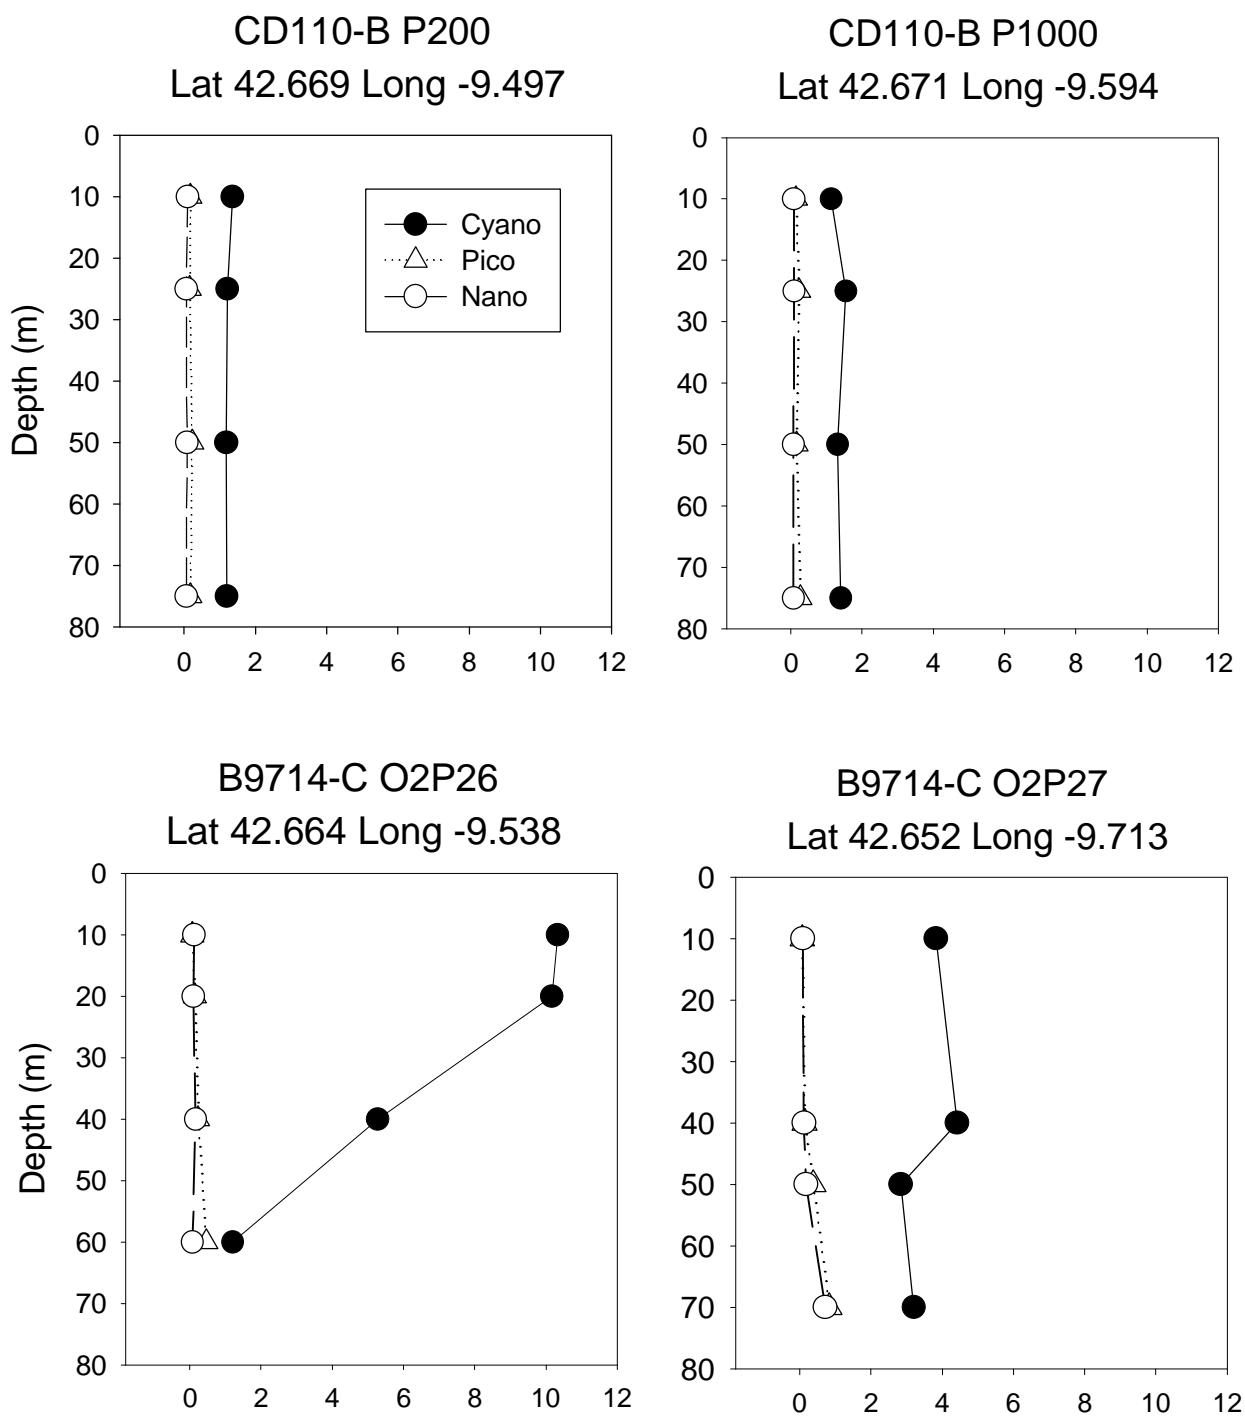 CD110-B P200
Lat 42.669 Long -9.497
0
10
20
30
40
50
60
70
80
Depth (m)
0 2 4 6 8 10 12
Cyano
Pico
Nano
CD110-B P1000
Lat 42.671 Long -9.594
0
10
20
30
40
50
60
70
80
0 2 4 6 8 10 12
B9714-C O2P26
Lat 42.664 Long -9.538
0
10
20
30
40
50
60
70
80
Depth (m)
0 2 4 6 8 10 12
B9714-C O2P27
Lat 42.652 Long -9.713
0
10
20
30
40
50
60
70
80
0 2 4 6 8 10 12